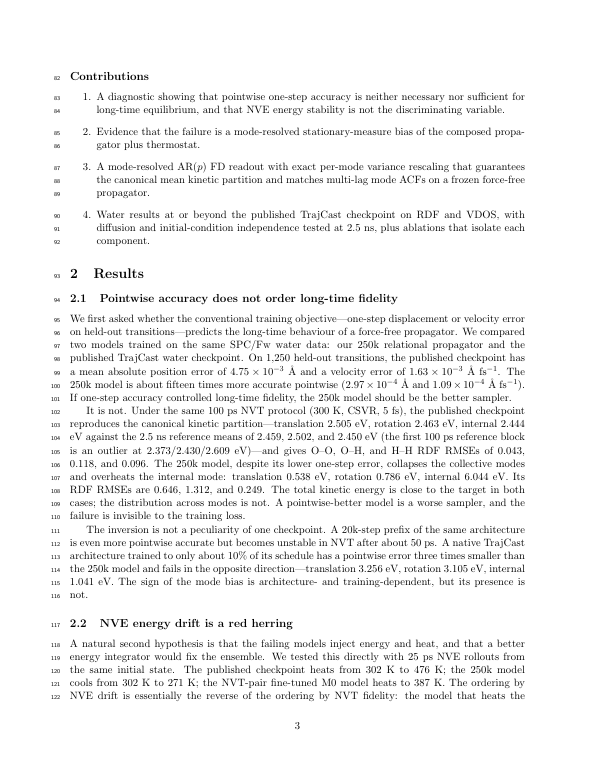 82 Contributions
83 1. A diagnostic showing that pointwise one-step accuracy is neither necessary nor sufficient for
84 long-time equilibrium, and that NVE energy stability is not the discriminating variable.
85 2. Evidence that the failure is a mode-resolved stationary-measure bias of the composed propa-
86 gator plus thermostat.
87 3. A mode-resolved AR(p) FD readout with exact per-mode variance rescaling that guarantees
88 the canonical mean kinetic partition and matches multi-lag mode ACFs on a frozen force-free
89 propagator.
90 4. Water results at or beyond the published TrajCast checkpoint on RDF and VDOS, with
91 diffusion and initial-condition independence tested at 2.5 ns, plus ablations that isolate each
92 component.
93 2 Results
94 2.1 Pointwise accuracy does not order long-time fidelity
95 We first asked whether the conventional training objective—one-step displacement or velocity error
96 on held-out transitions—predicts the long-time behaviour of a force-free propagator. We compared
97 two models trained on the same SPC/Fw water data: our 250k regional propagator and the
98 published TrajCast water checkpoint. On 1,250 held-out transitions, the published checkpoint has
99 a mean absolute position error of 4.75 × 10⁻³ Å and a velocity error of 1.63 × 10⁻³ Å fs⁻¹. The
100 250k model is about fifteen times more accurate pointwise (2.97 × 10⁻⁴ Å and 1.09 × 10⁻⁴ Å fs⁻¹).
101 If one-step accuracy controlled long-time fidelity, the 250k model should be the better sampler.
102 It is not. Under the same 100 ps NVT protocol (300 K, CSVR, 5 fs), the published checkpoint
103 reproduces the canonical kinetic partition—translation 2.505 eV, rotation 2.463 eV, internal 2.444
104 eV against the 2.5 ns reference means of 2.459, 2.502, and 2.450 eV (the first 100 ps reference block
105 is an outlier at 2.373/2.430/2.609 eV)—and gives O–O, O–H, and H–H RDF RMSEs of 0.043,
106 0.118, and 0.096. The 250k model, despite its lower one-step error, collapses the collective modes
107 and overheats the internal mode: translation 0.538 eV, rotation 0.786 eV, internal 6.044 eV. Its
108 RDF RMSEs are 0.646, 1.312, and 0.249. The total kinetic energy is close to the target in both
109 cases; the distribution across modes is not. A pointwise-better model is a worse sampler, and the
110 failure is invisible to the training loss.
111 The inversion is not a peculiarity of one checkpoint. A 20k-step prefix of the same architecture
112 is even more pointwise accurate but becomes unstable in NVT after about 50 ps. A native TrajCast
113 architecture trained to only about 10% of its schedule has a pointwise error three times smaller than
114 the 250k model and fails in the opposite direction—translation 3.256 eV, rotation 3.105 eV, internal
115 1.041 eV. The sign of the mode bias is architecture- and training-dependent, but its presence is
116 not.
117 2.2 NVE energy drift is a red herring
118 A natural second hypothesis is that the failing models inject energy and heat, and that a better
119 energy integrator would fix the ensemble. We tested this directly with 25 ps NVE rollouts from
120 the same initial state. The published checkpoint heats from 302 K to 476 K; the 250k model
121 cools from 302 K to 271 K; the NVT-pair fine-tuned M0 model heats to 387 K. The ordering by
122 NVE drift is essentially the reverse of the ordering by NVT fidelity: the model that heats the
3